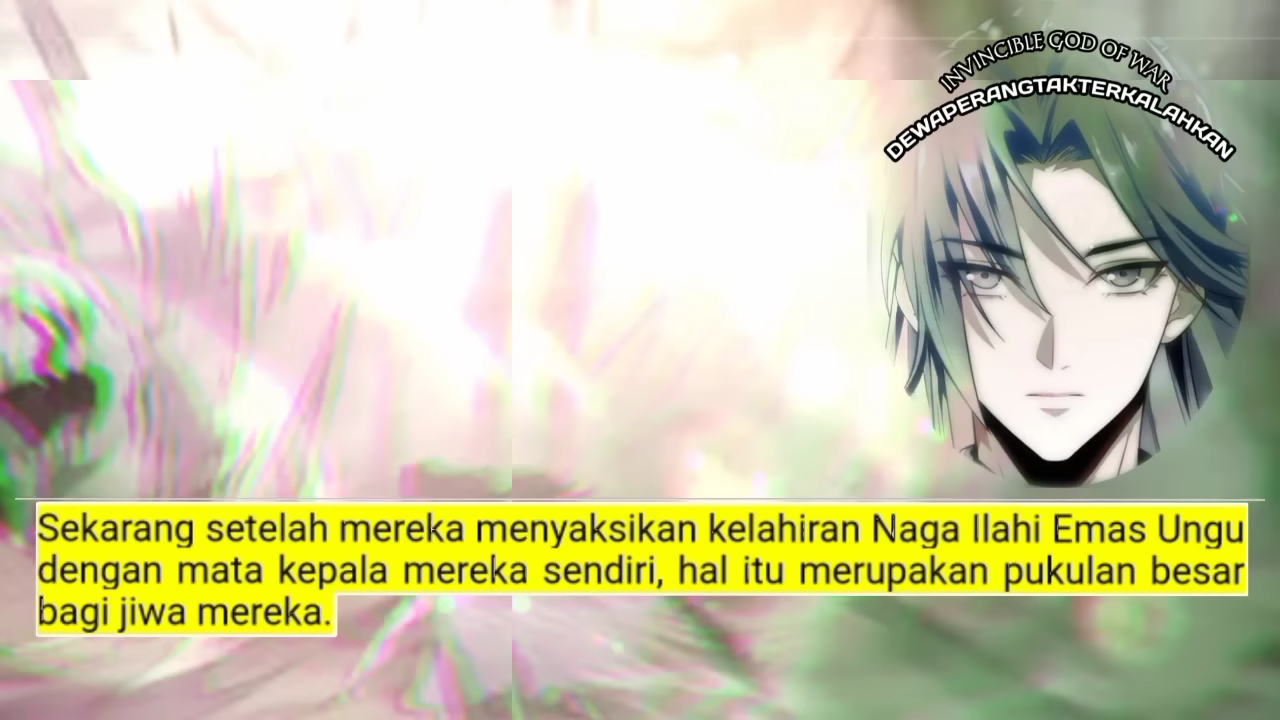 INVINCIBLE GOD OF WAR
DEWAPERANGTAKTERKALAHKAN
Sekarang setelah mereka menyaksikan kelahiran Naga Ilahi Emas Ungu
dengan mata kepala mereka sendiri, hal itu merupakan pukulan besar
bagi jiwa mereka.